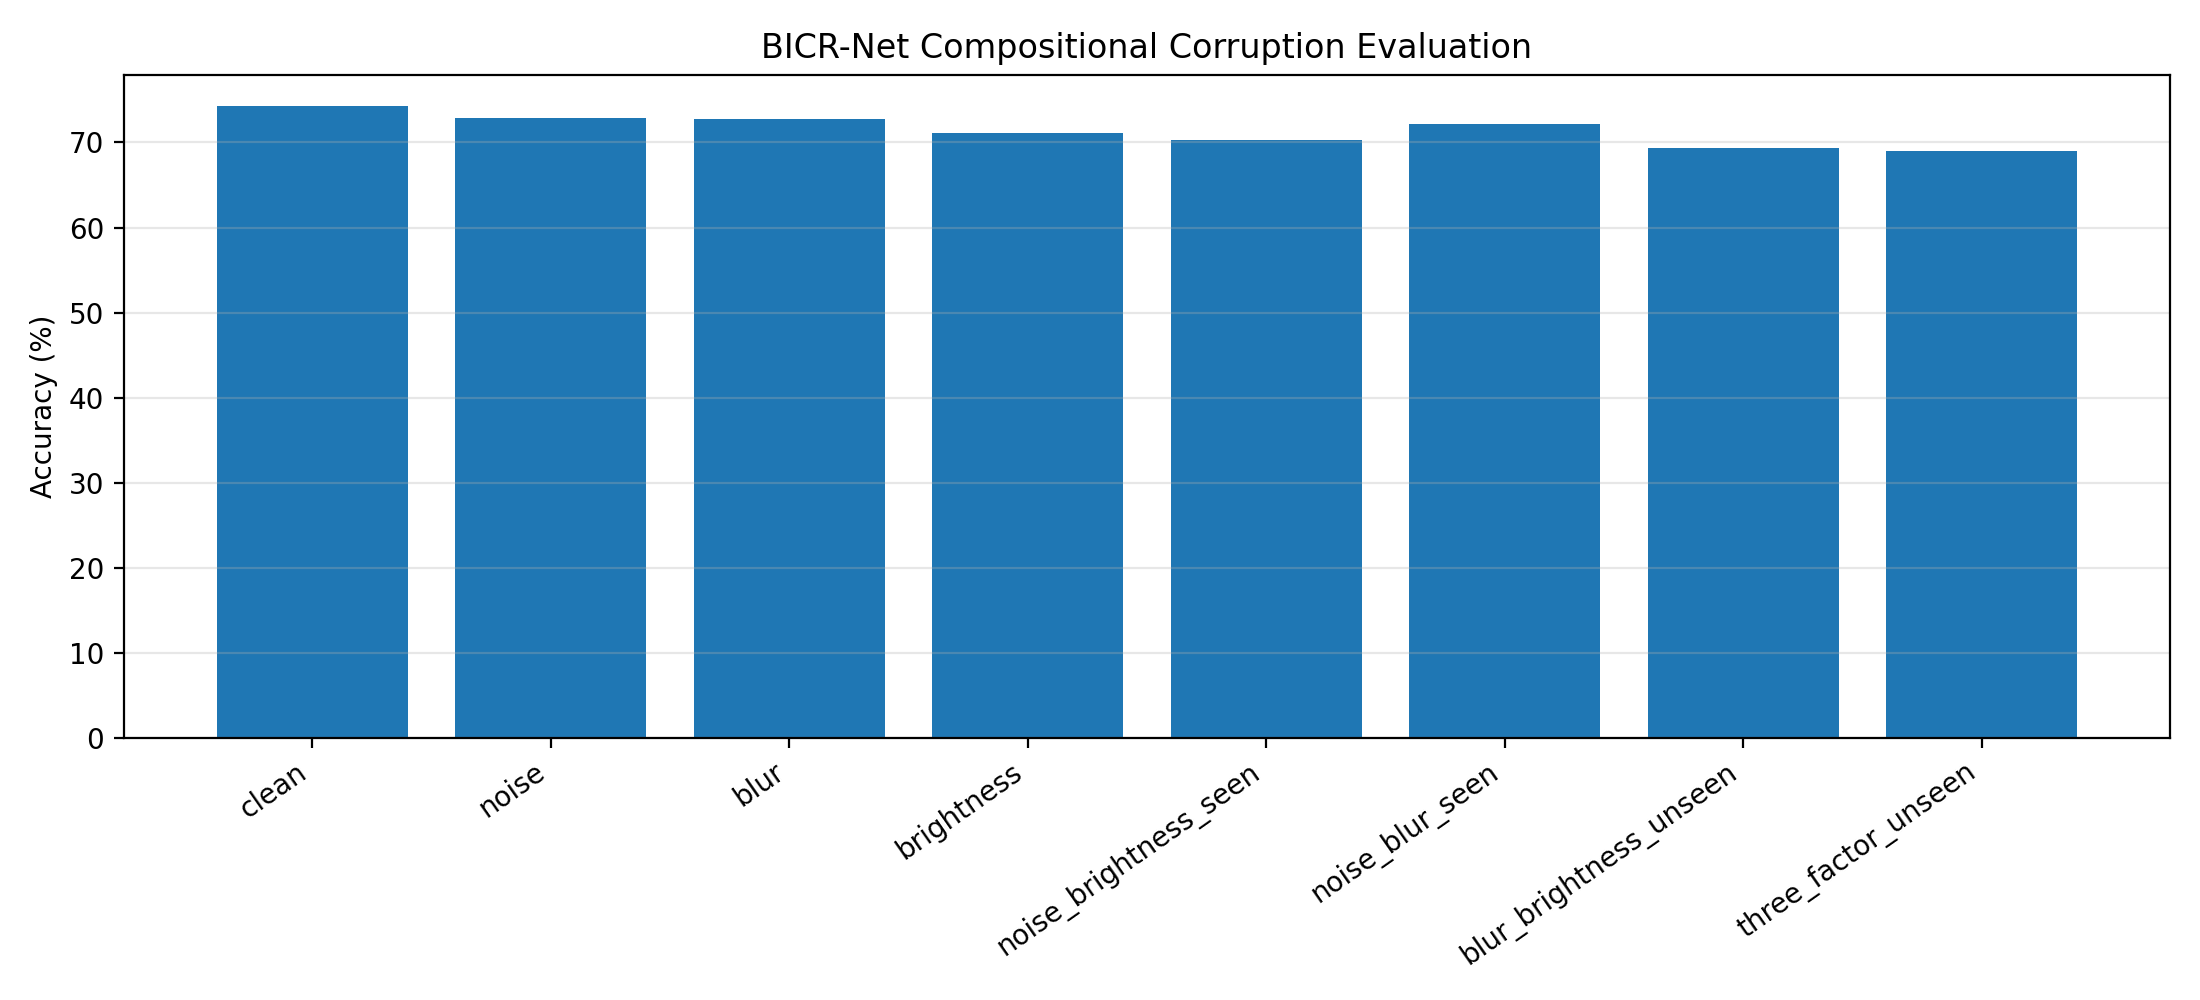 BICR-Net Compositional Corruption Evaluation
Accuracy (%)
70
60
50
40
30
20
10
0
clean
noise
blur
brightness
noise_brightness_seen
noise_blur_seen
blur_brightness_unseen
three_factor_unseen